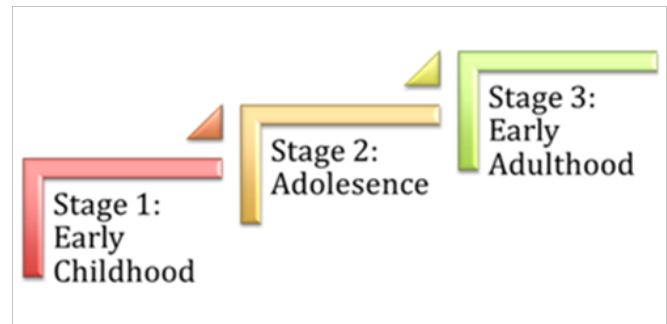 Stage 1:
Early
Childhood
Stage 2:
Adolesence
Stage 3:
Early
Adulthood